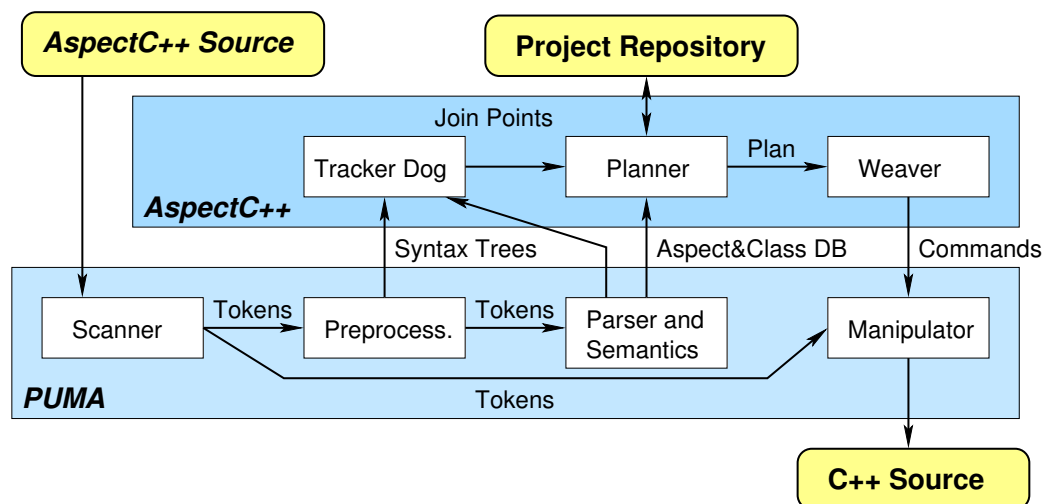 AspectC++ Source
Project Repository
Join Points
Tracker Dog
Planner
Plan
Weaver
AspectC++
Syntax Trees
Aspect&Class DB
Commands
Scanner
Tokens
Preprocess.
Tokens
Parser and
Semantics
Manipulator
PUMA
Tokens
C++ Source